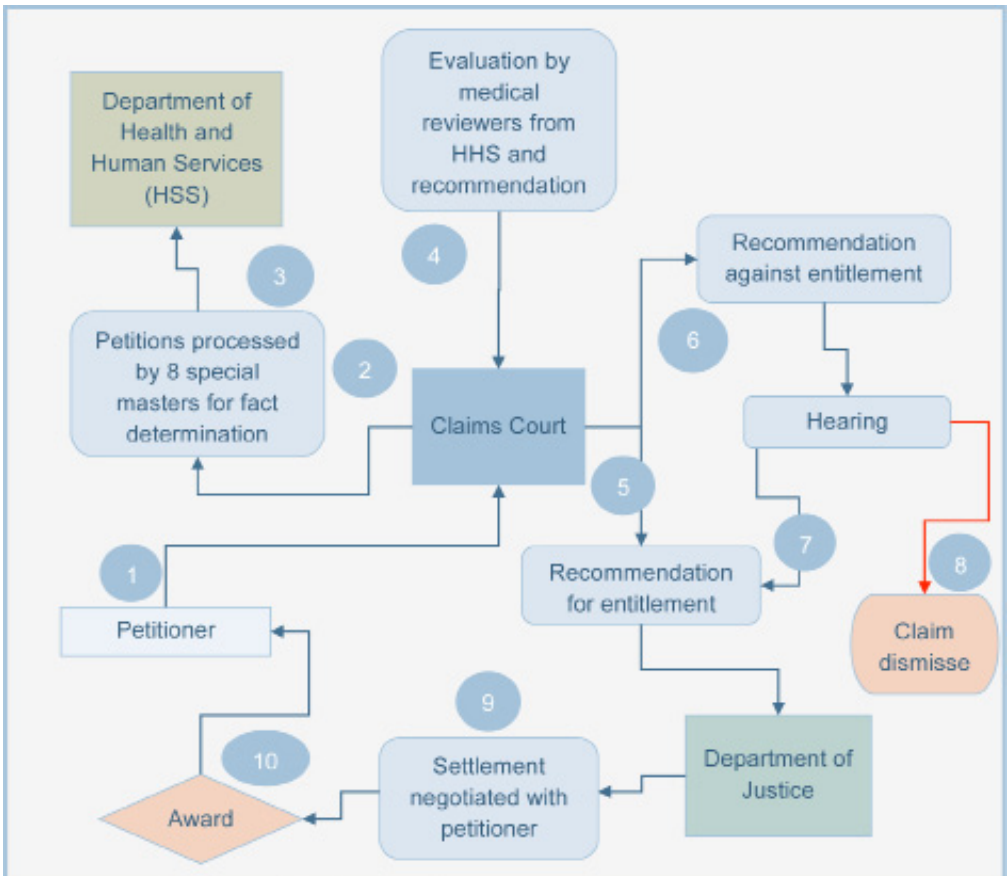 Department of
Health and
Human Services
(HSS)
Evaluation by
medical
reviewers from
HHS and
recommendation
3
4
Recommendation
against entitlement
Petitions processed
by 8 special
masters for fact
determination
2
6
Claims Court
Hearing
5
7
1
8
Recommendation
for entitlement
Petitioner
Claim
dismisse
9
10
Settlement
negotiated with
petitioner
Department of
Justice
Award